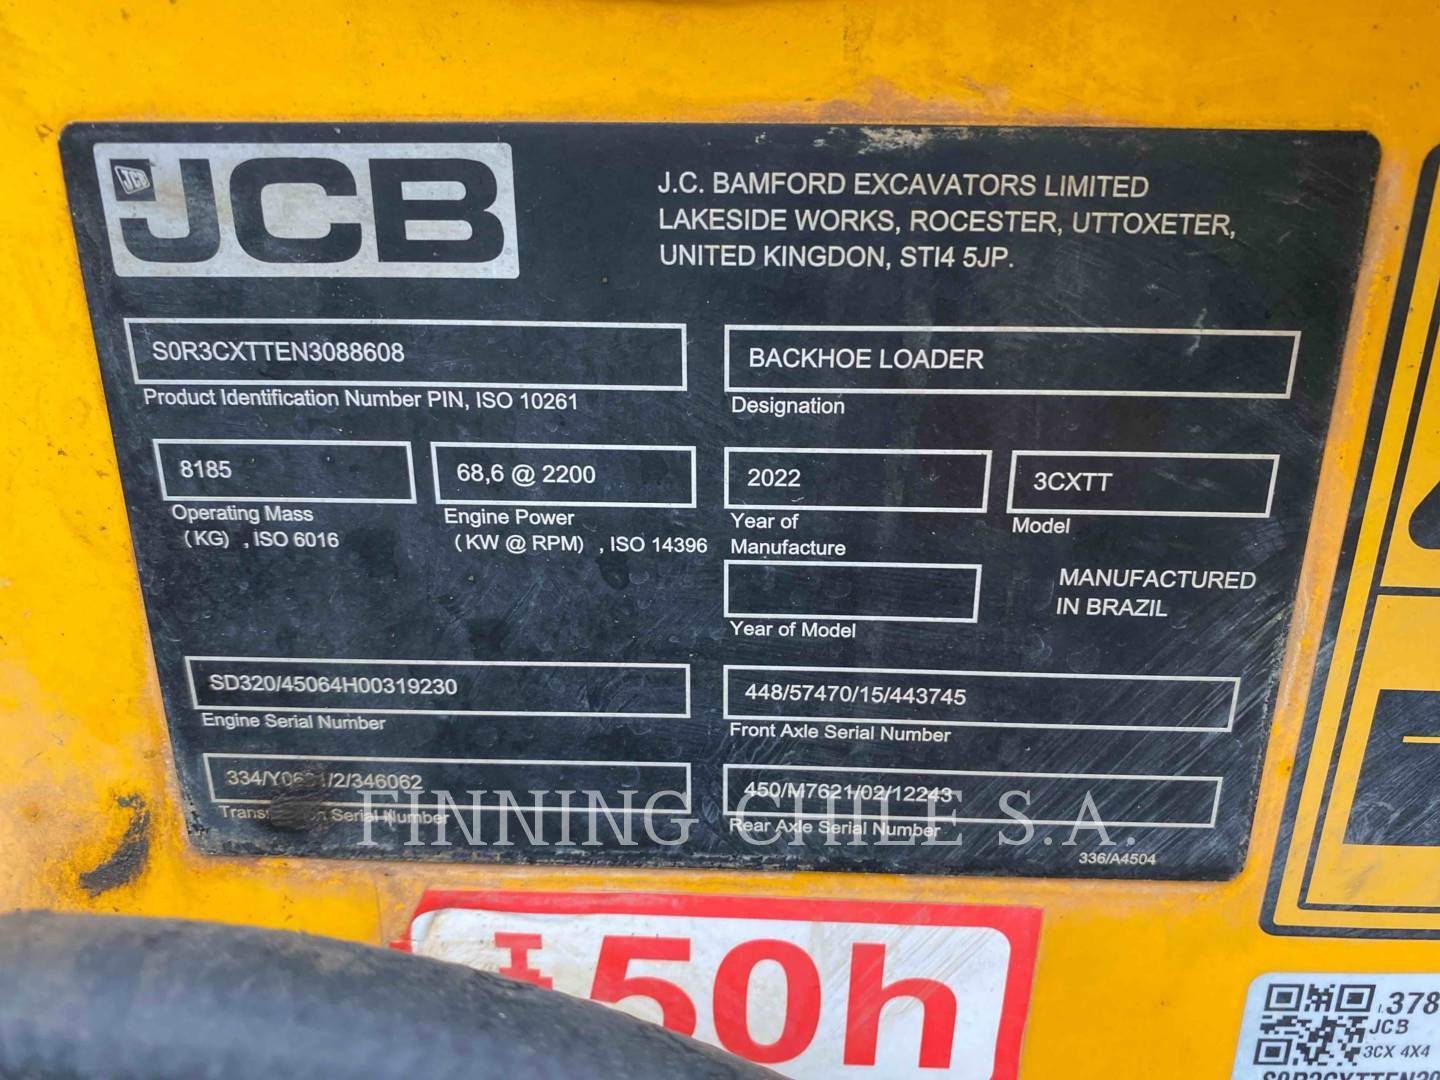 JCB
JCB
J.C. BAMFORD EXCAVATORS LIMITED
LAKESIDE WORKS, ROCESTER, UTTOXETER,
UNITED KINGDON, STI4 5JP.
S0R3CXTTEN3088608
Product Identification Number PIN, ISO 10261
BACKHOE LOADER
Designation
8185
Operating Mass
(KG) , ISO 6016
68,6 @ 2200
Engine Power
(KW @ RPM) , ISO 14396
2022
Year of
Manufacture
3CXTT
Model
Year of Model
MANUFACTURED
IN BRAZIL
SD320/45064H00319230
Engine Serial Number
448/57470/15/443745
Front Axle Serial Number
Serial Number
450/M7621/02/12243
Rear Axle Serial Number
336/A4504
FINNING CHILE S.A.
50h
378
JCB
3CX 4X4